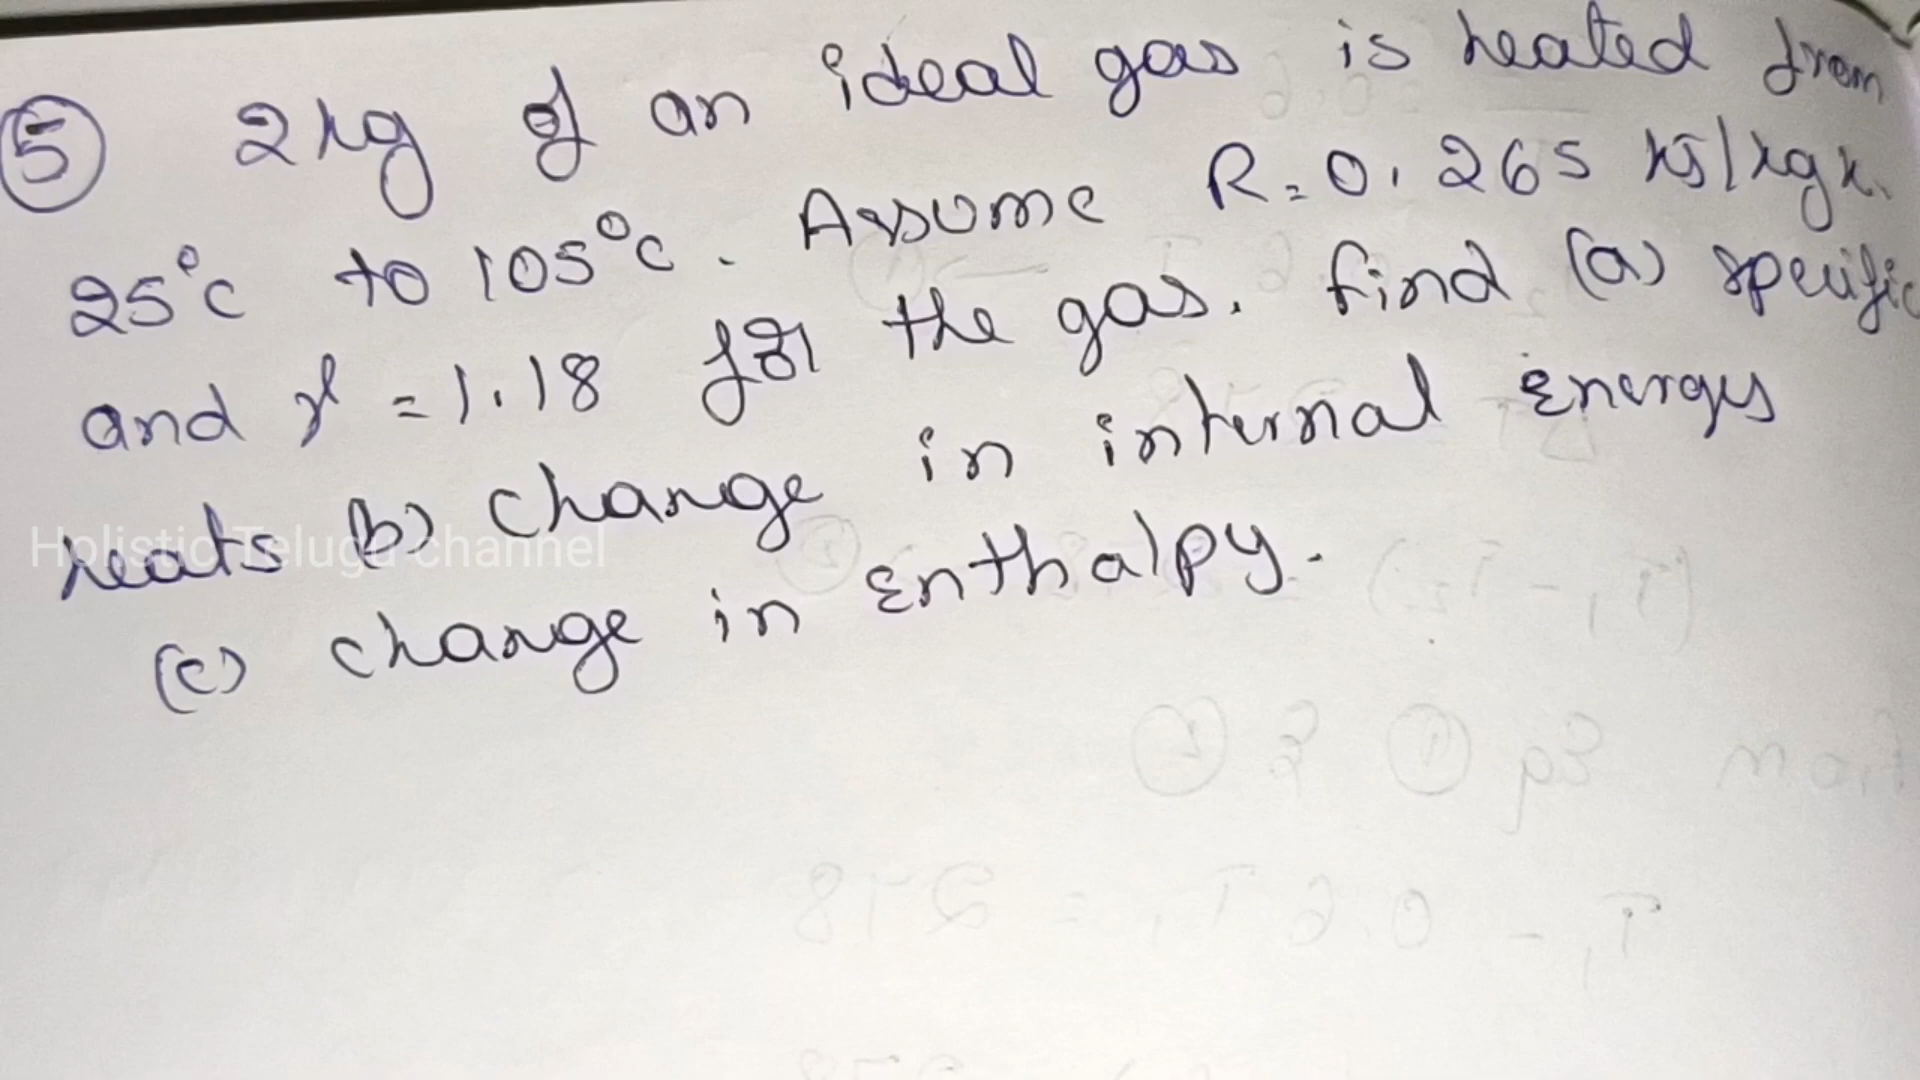 ⑤ 2kg of an ideal gas is heated from
25°c to 105°c. Assume R=0.265 kJ/kgk.
and γ = 1.18 for the gas. find (a) specific
heats (b) change in internal energy
(c) change in enthalpy.
Holistic Telugu channel